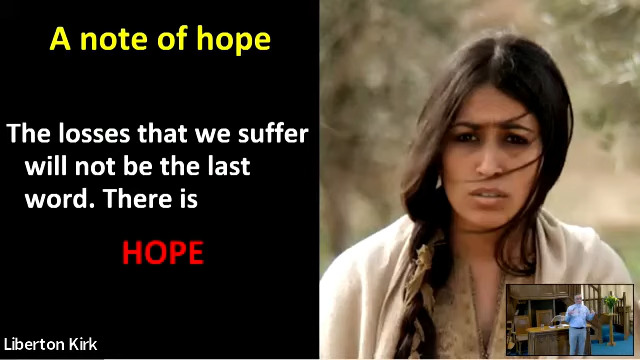 A note of hope
The losses that we suffer
will not be the last
word. There is
HOPE
Liberton Kirk